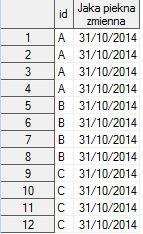 id Jaka piekna zmienna
1 A 31/10/2014
2 A 31/10/2014
3 A 31/10/2014
4 A 31/10/2014
5 B 31/10/2014
6 B 31/10/2014
7 B 31/10/2014
8 B 31/10/2014
9 C 31/10/2014
10 C 31/10/2014
11 C 31/10/2014
12 C 31/10/2014